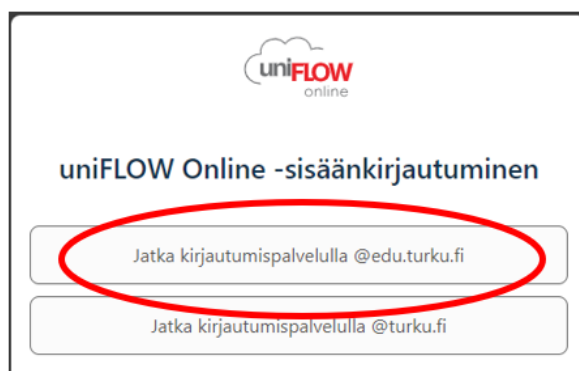 uniFLOW
online
uniFLOW Online -sisäänkirjautuminen
Jatka kirjautumispalvelulla @edu.turku.fi
Jatka kirjautumispalvelulla @turku.fi